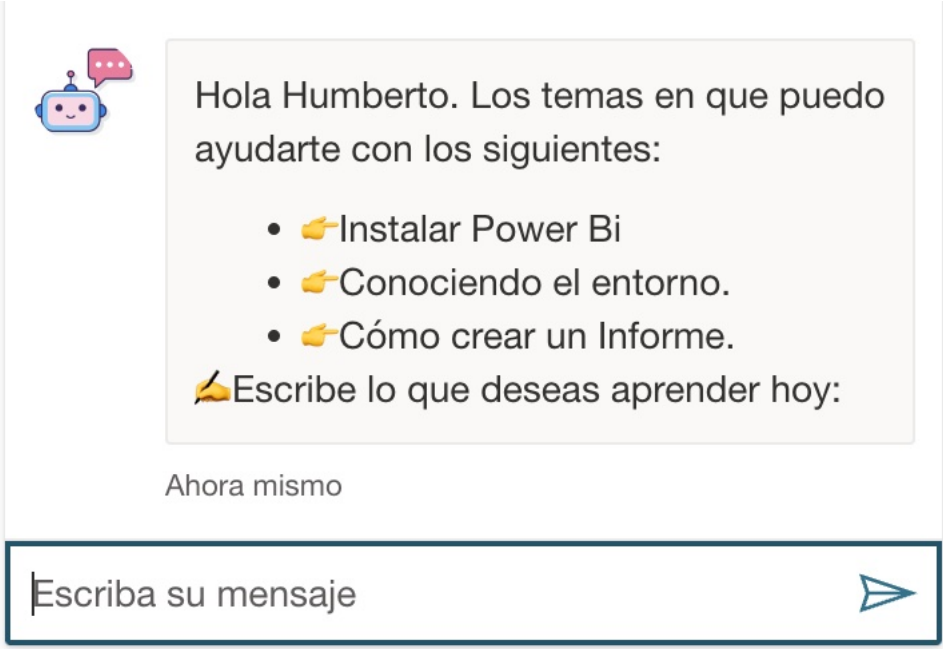 Hola Humberto. Los temas en que puedo
ayudarte con los siguientes:
• 👉Instalar Power Bi
• 👉Conociendo el entorno.
• 👉Cómo crear un Informe.
✍Escribe lo que deseas aprender hoy:
Ahora mismo
Escriba su mensaje